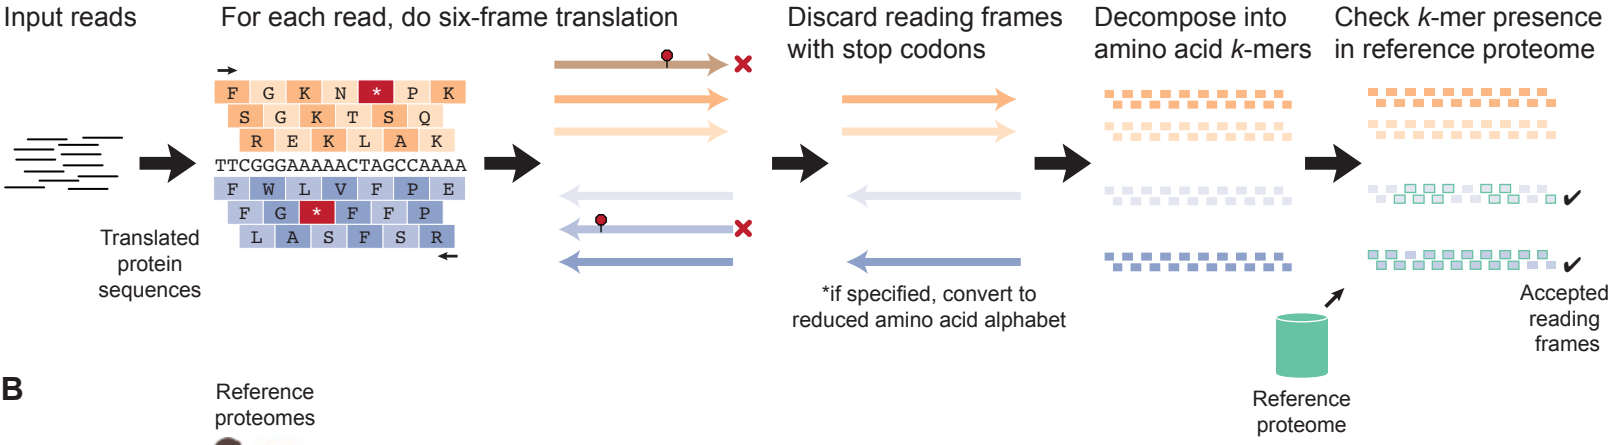 Input reads
For each read, do six-frame translation
Discard reading frames
with stop codons
Decompose into
amino acid k-mers
Check k-mer presence
in reference proteome
F G K N * P K
S G K T S Q
R E K L A K
TTCGGGAAAAACTAGCCAAAA
F W L V F P E
F G * F F P
L A S F S R
Translated
protein
sequences
*if specified, convert to
reduced amino acid alphabet
Accepted
reading
frames
Reference
proteome
B
Reference
proteomes